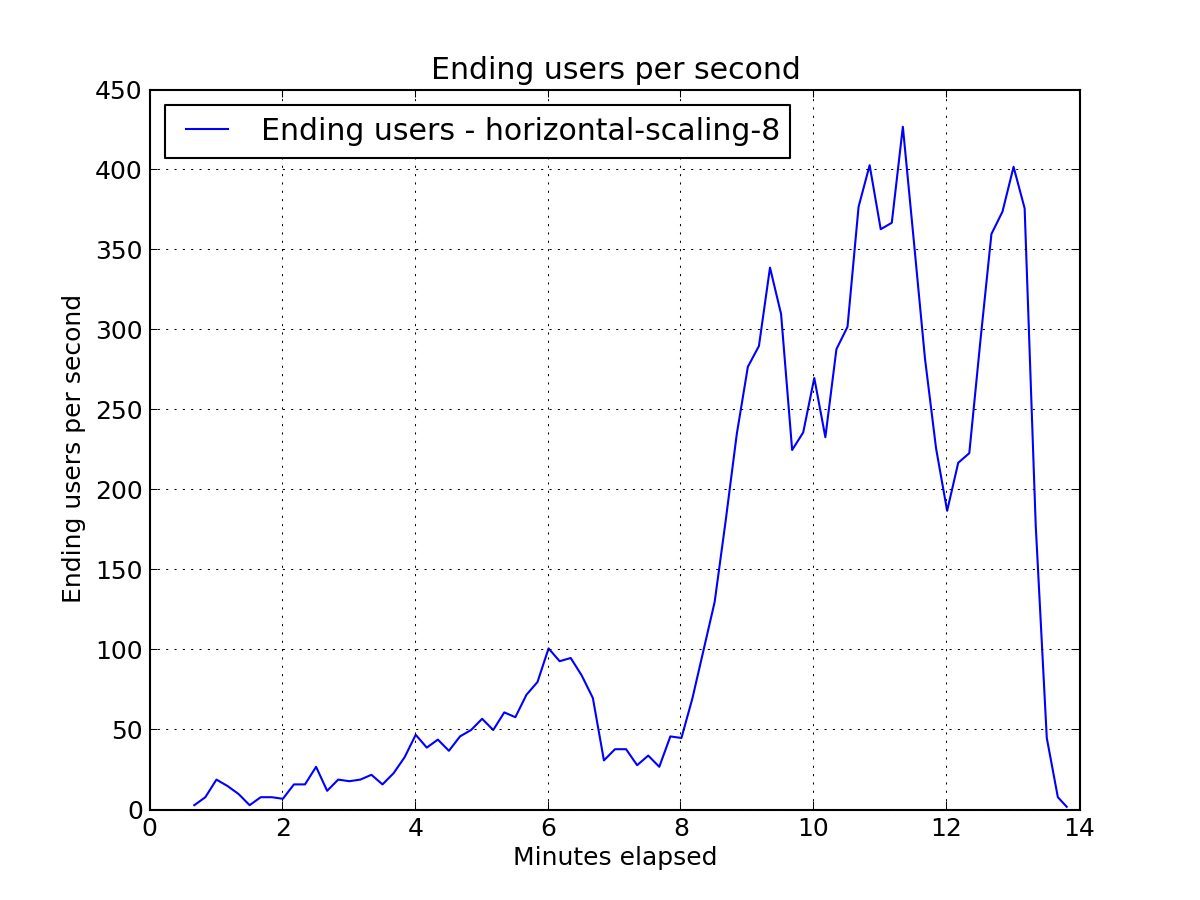 Ending users per second
Ending users - horizontal-scaling-8
450
400
350
300
250
200
150
100
50
0
Ending users per second
0 2 4 6 8 10 12 14
Minutes elapsed